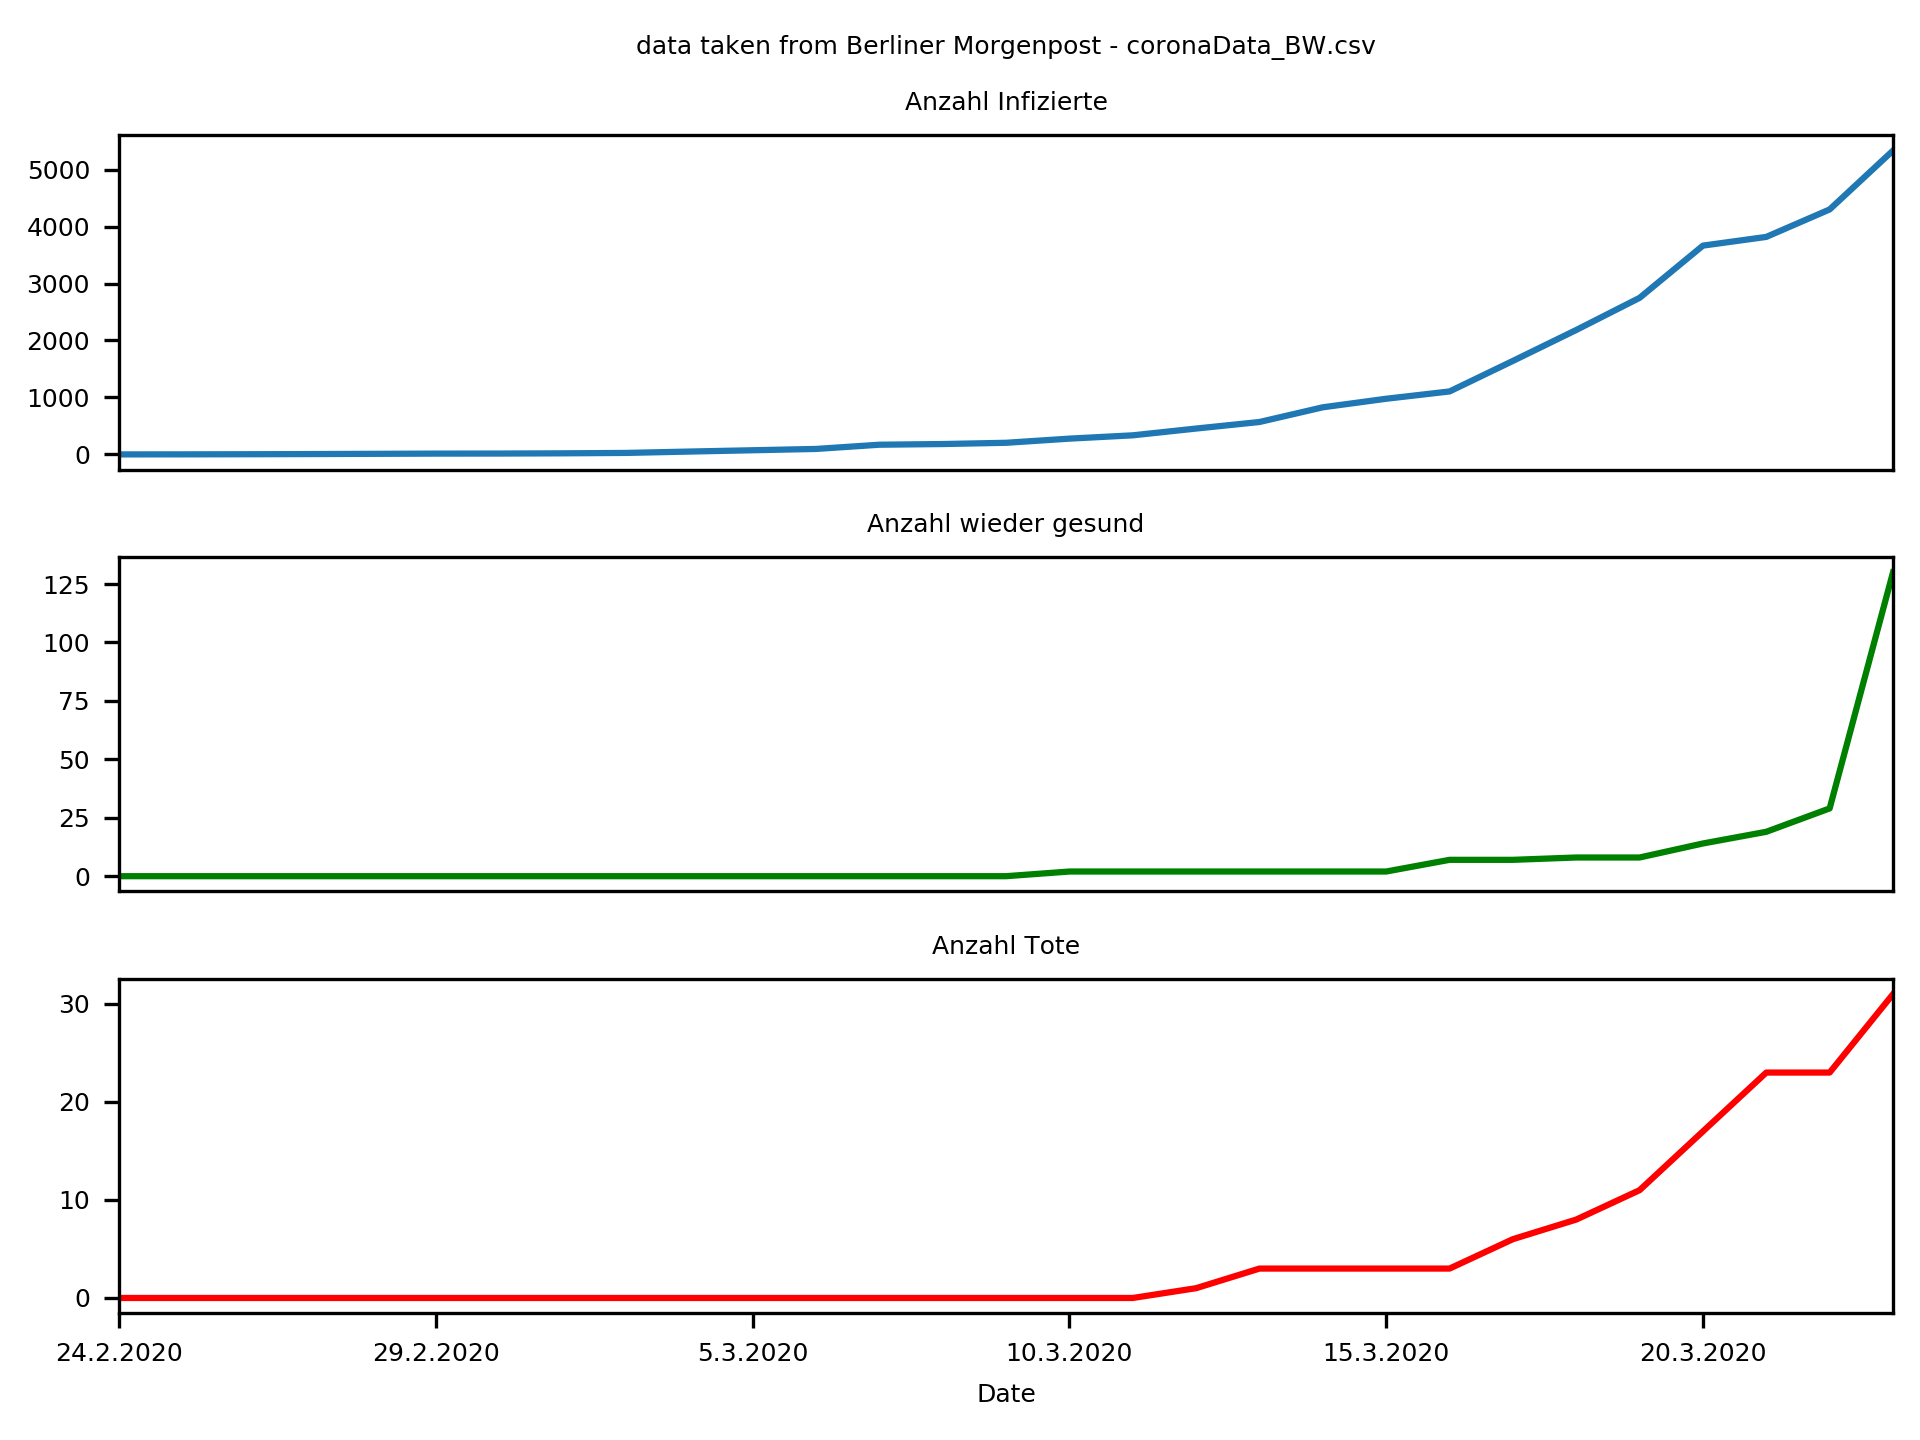 data taken from Berliner Morgenpost - coronaData_BW.csv
Anzahl Infizierte
5000
4000
3000
2000
1000
0
Anzahl wieder gesund
125
100
75
50
25
0
Anzahl Tote
30
20
10
0
24.2.2020 29.2.2020 5.3.2020 10.3.2020 15.3.2020 20.3.2020
Date